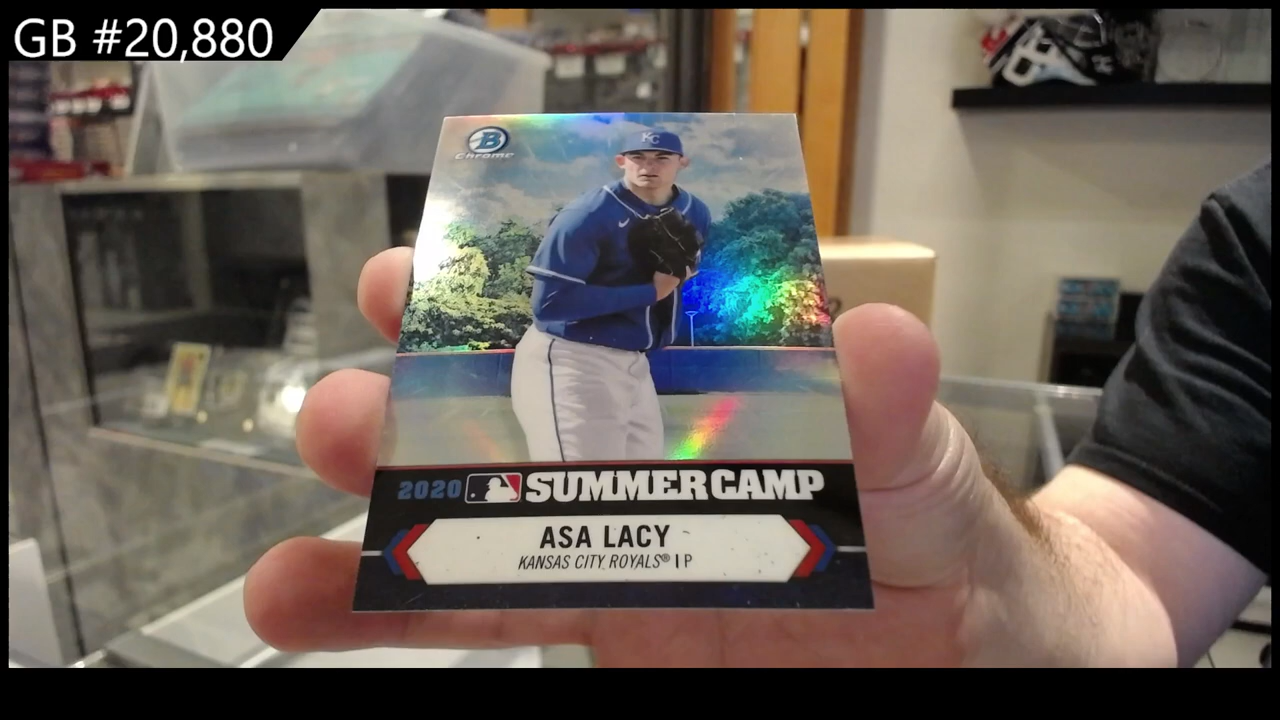 GB #20,880
B
Chrome
KC
2020 SUMMER CAMP
ASA LACY
KANSAS CITY ROYALS® | P